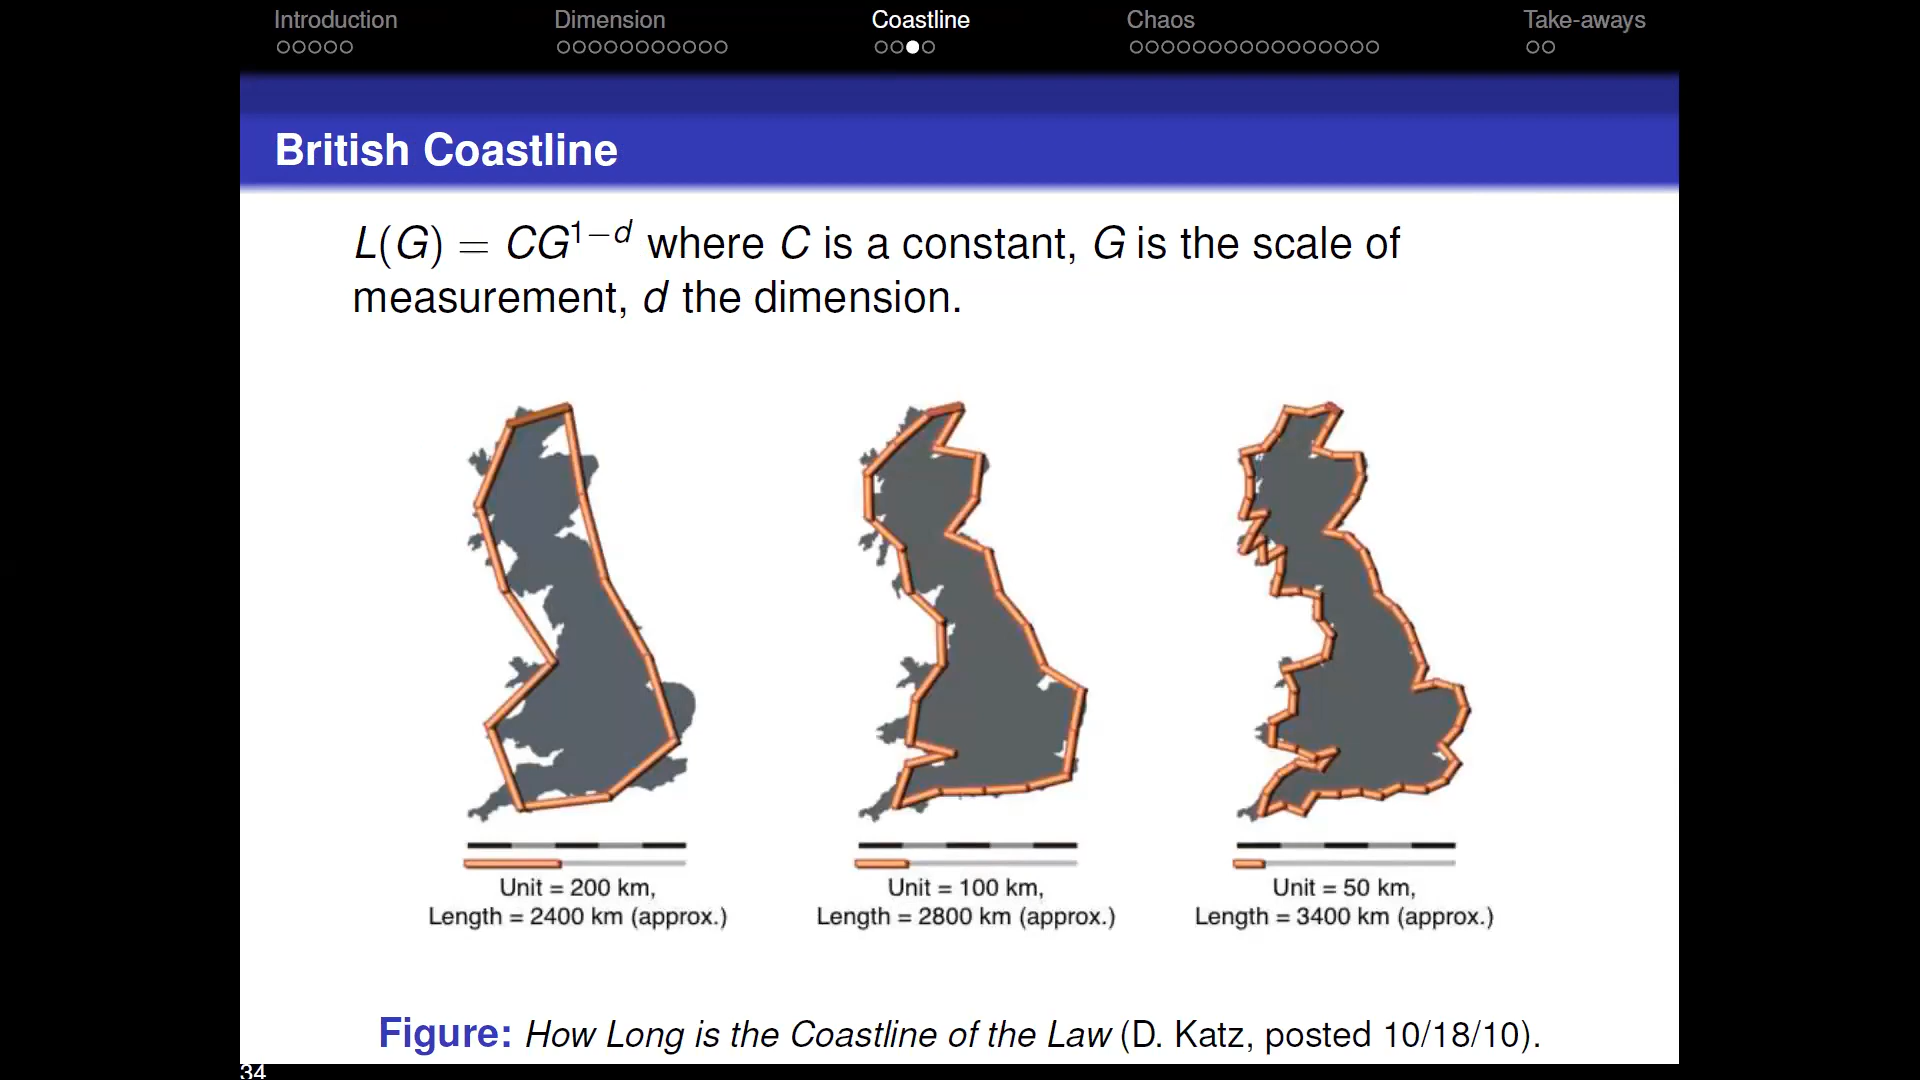 Introduction Dimension Coastline Chaos Take-aways
British Coastline
L(G) = CG^{1−d} where C is a constant, G is the scale of
measurement, d the dimension.
Unit = 200 km,
Length = 2400 km (approx.)
Unit = 100 km,
Length = 2800 km (approx.)
Unit = 50 km,
Length = 3400 km (approx.)
Figure: How Long is the Coastline of the Law (D. Katz, posted 10/18/10).
34